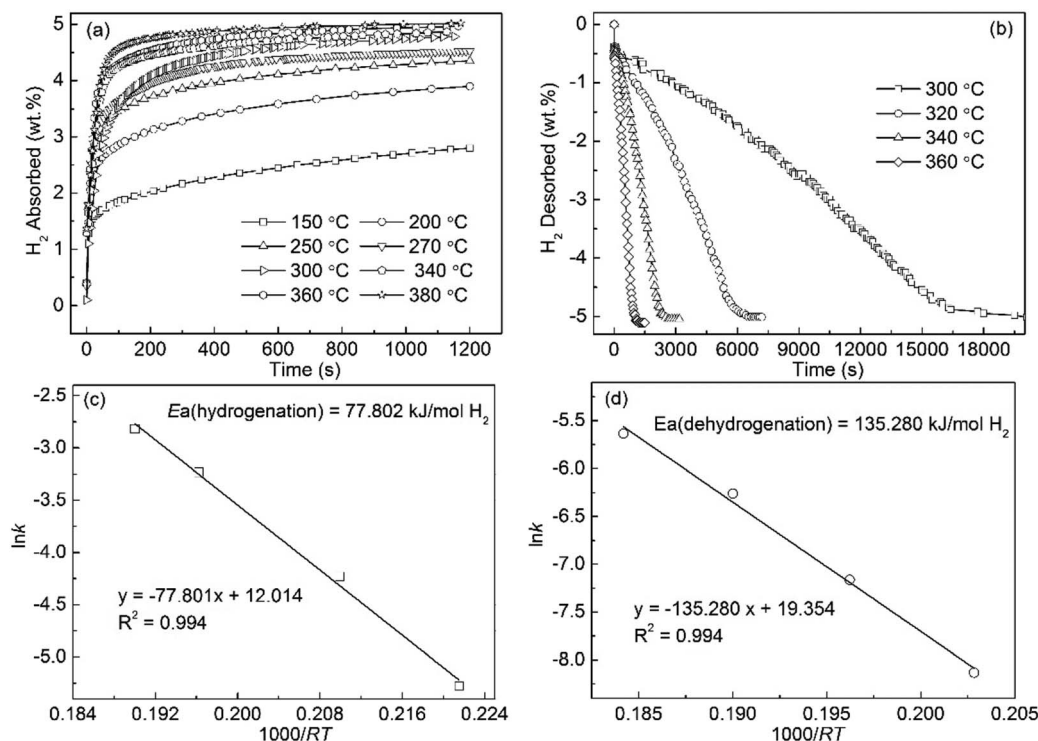 (a)
5
4
3
2
1
0
H₂ Absorbed (wt.%)
150 °C 200 °C
250 °C 270 °C
300 °C 340 °C
360 °C 380 °C
0 200 400 600 800 1000 1200
Time (s)
(b)
0
-1
-2
-3
-4
-5
H₂ Desorbed (wt.%)
300 °C
320 °C
340 °C
360 °C
0 3000 6000 9000 12000 15000 18000
Time (s)
(c)
Ea(hydrogenation) = 77.802 kJ/mol H₂
-2.5
-3.0
-3.5
-4.0
-4.5
-5.0
lnk
y = -77.801x + 12.014
R² = 0.994
0.184 0.192 0.200 0.208 0.216 0.224
1000/RT
(d)
Ea(dehydrogenation) = 135.280 kJ/mol H₂
-5.5
-6.0
-6.5
-7.0
-7.5
-8.0
lnk
y = -135.280 x + 19.354
R² = 0.994
0.185 0.190 0.195 0.200 0.205
1000/RT